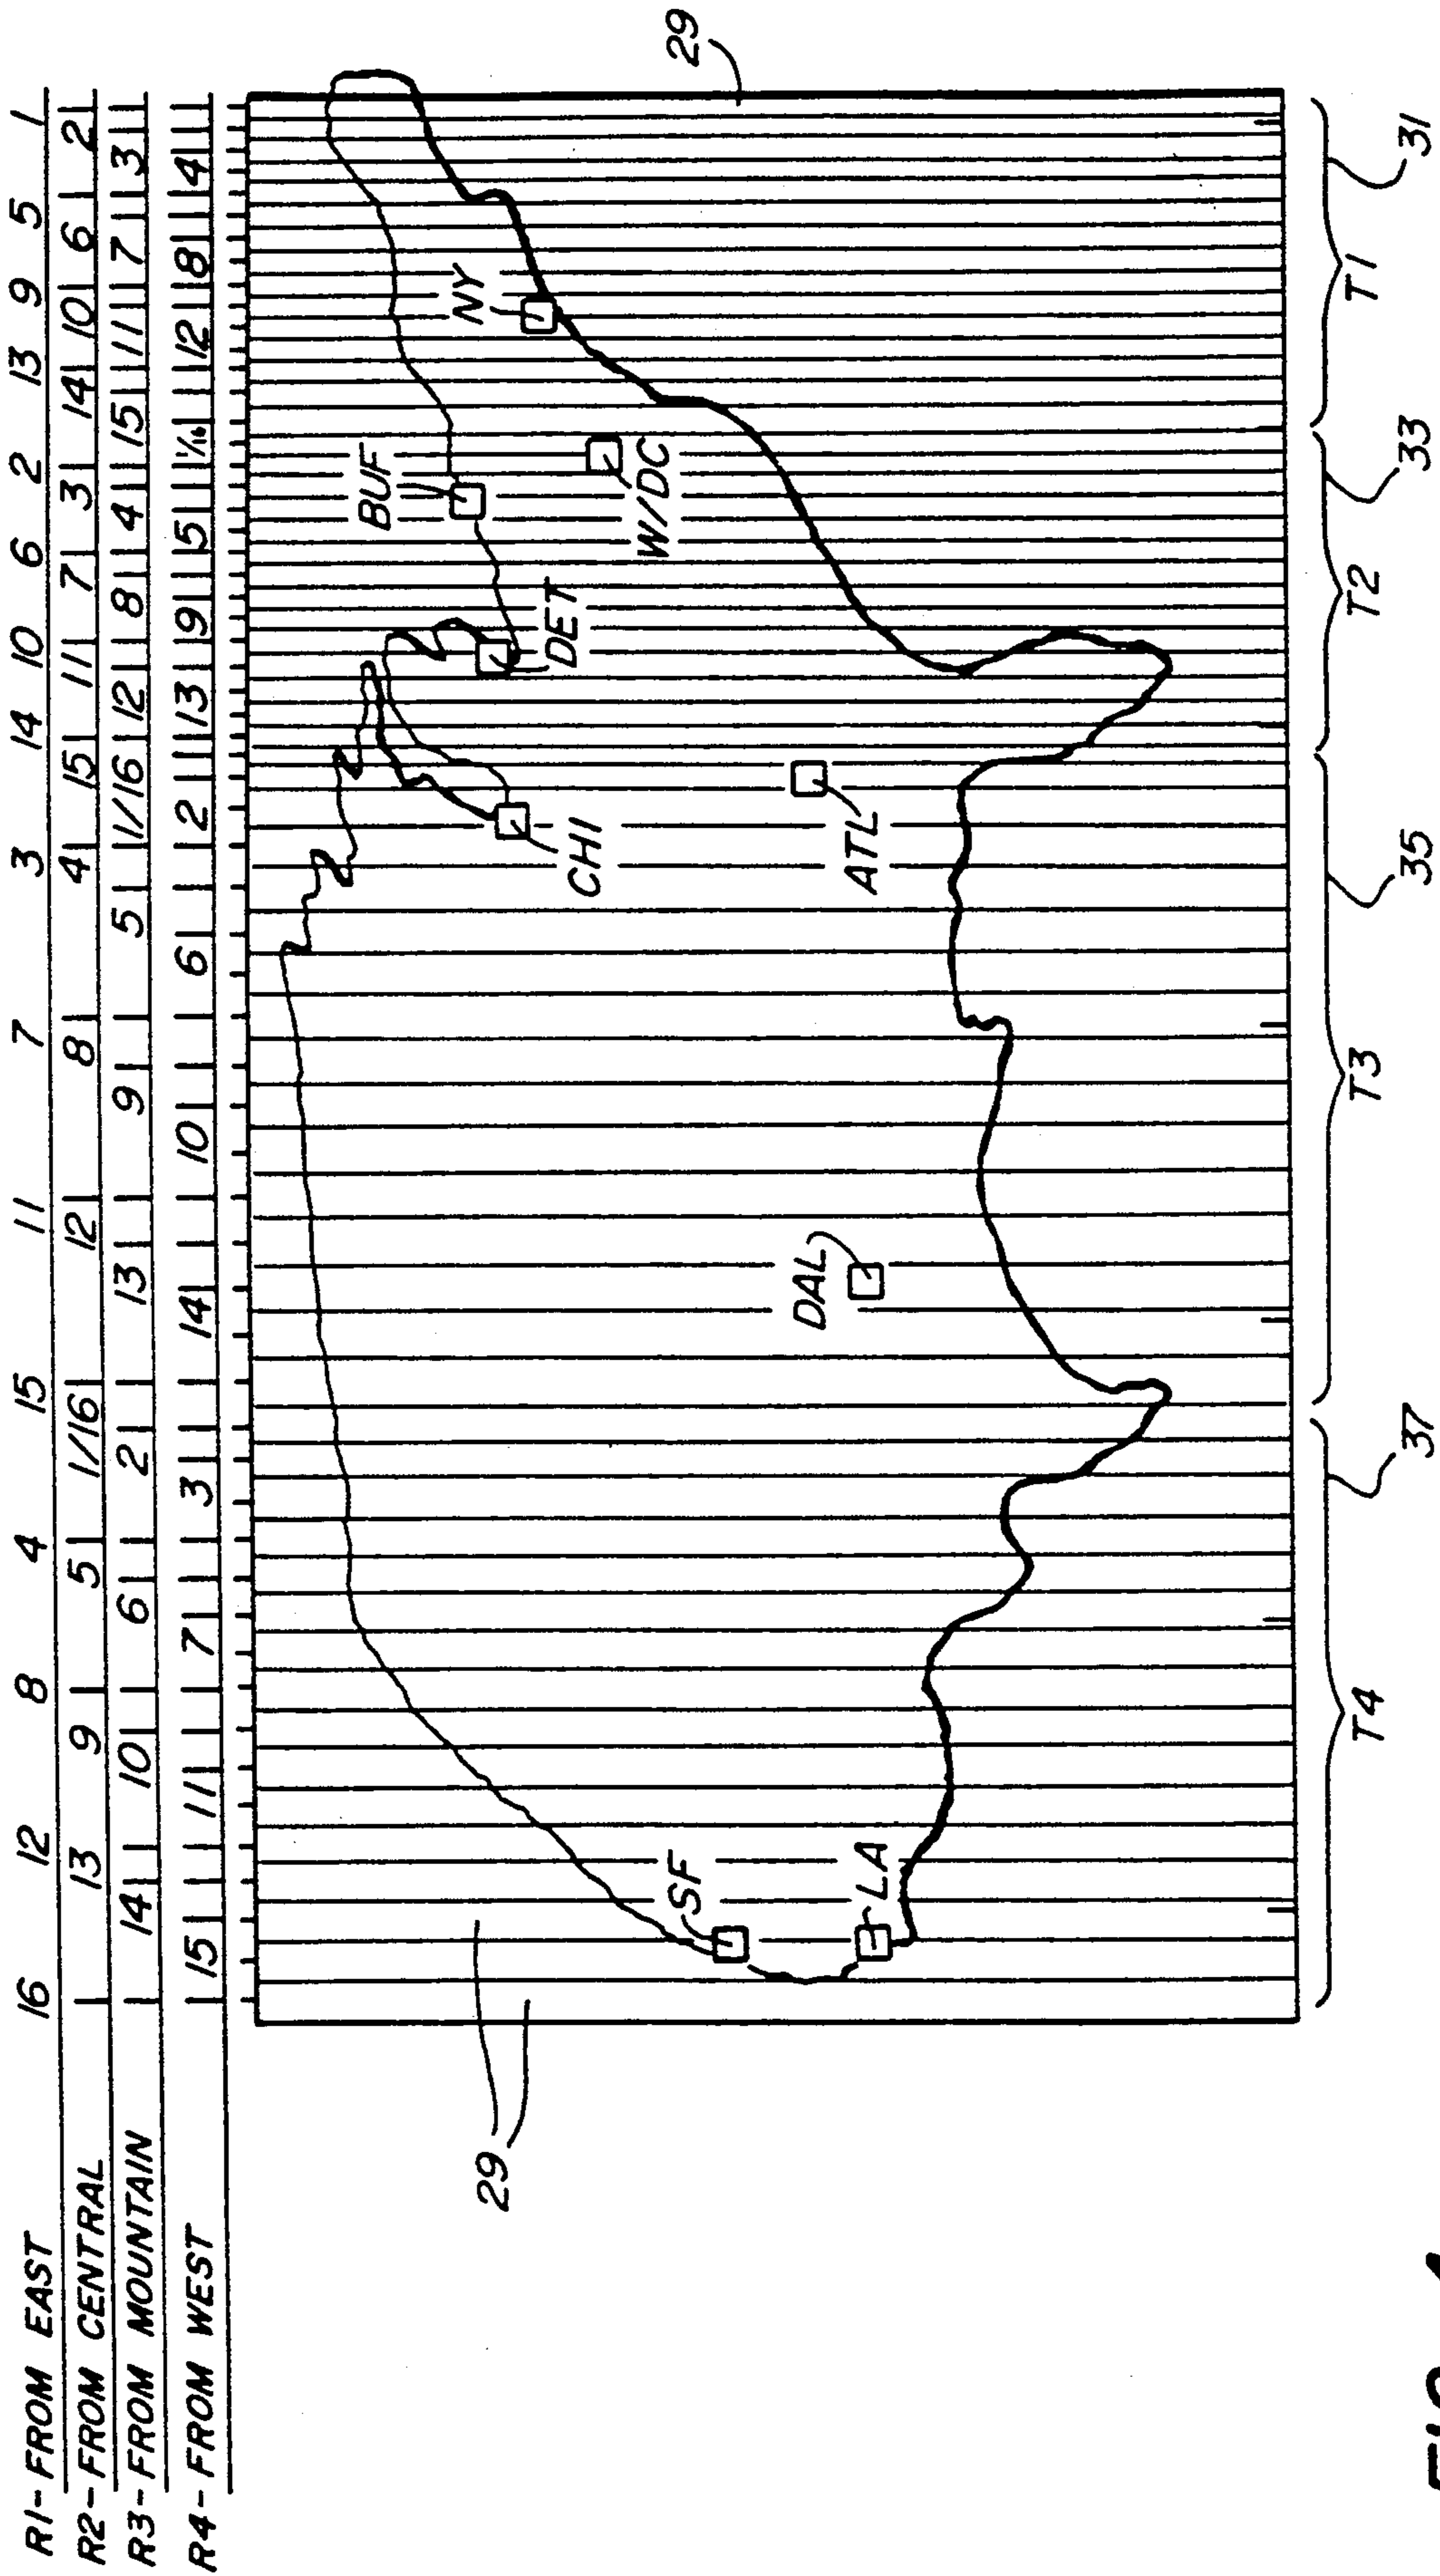 R1-FROM EAST 16 12 8 4 15 11 7 3 14 10 6 2 13 9 5 1
R2-FROM CENTRAL 13 9 5 1/16 12 8 4 15 11 7 3 14 10 6 2
R3-FROM MOUNTAIN 14 10 6 2 13 9 5 1/16 12 8 4 15 11 7 3
R4-FROM WEST 15 11 7 3 14 10 6 2 13 9 5 1/16 12 8 4
29
BUF
NY
29
DET
CHI
W/DC
SF
LA
DAL
ATL
29
T4
T3
T2
T1
37
35
33
31
FIG.